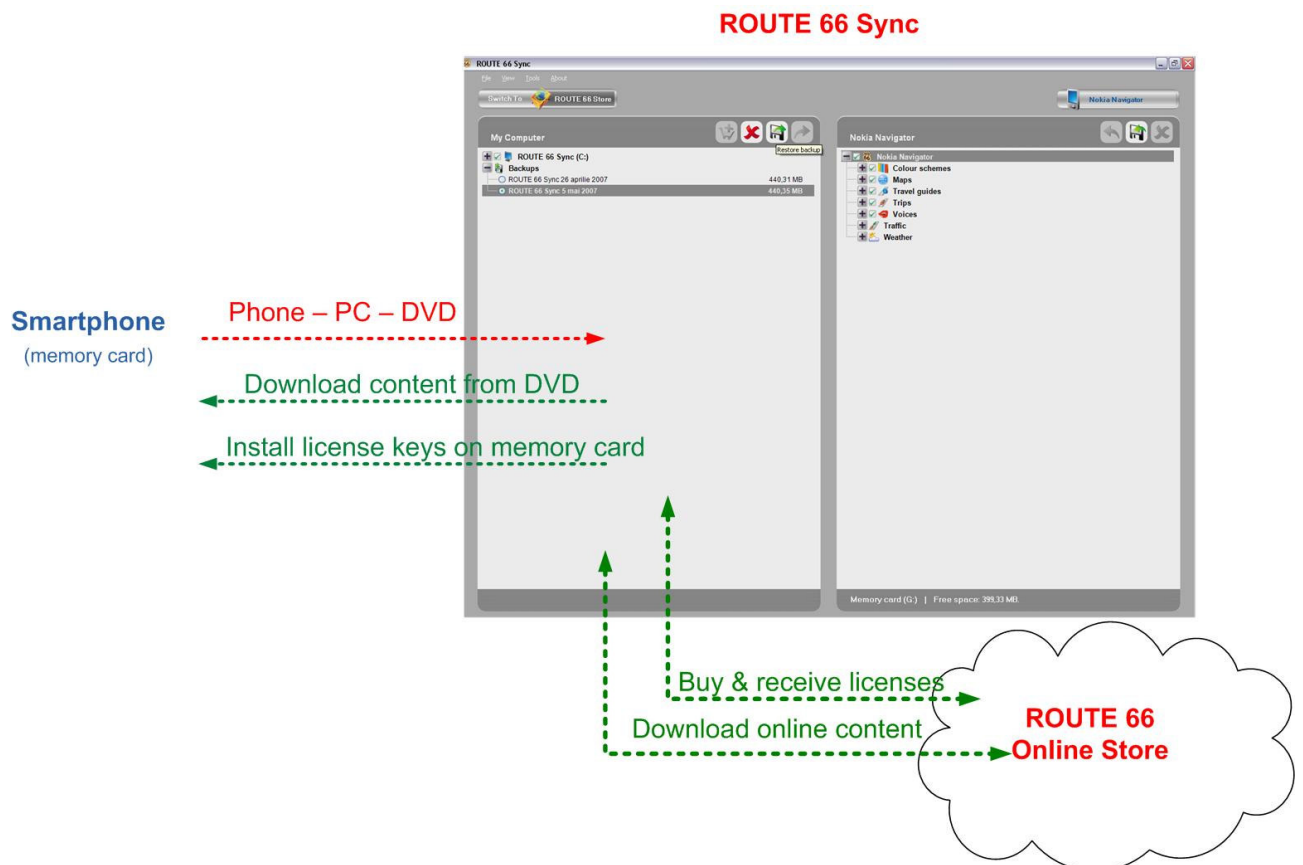 ROUTE 66 Sync
ROUTE 66 Sync
File View Tools About
Switch To ROUTE 66 Store
Nokia Navigator
My Computer
Restore backup
ROUTE 66 Sync (C:)
Backups
ROUTE 66 Sync 26 aprilie 2007 440,31 MB
ROUTE 66 Sync 5 mai 2007 440,35 MB
Nokia Navigator
Nokia Navigator
Colour schemes
Maps
Travel guides
Trips
Voices
Traffic
Weather
Smartphone
(memory card)
Phone – PC – DVD
Download content from DVD
Install license keys on memory card
Memory card (G:) | Free space: 399,33 MB.
Buy & receive licenses
Download online content
ROUTE 66
Online Store